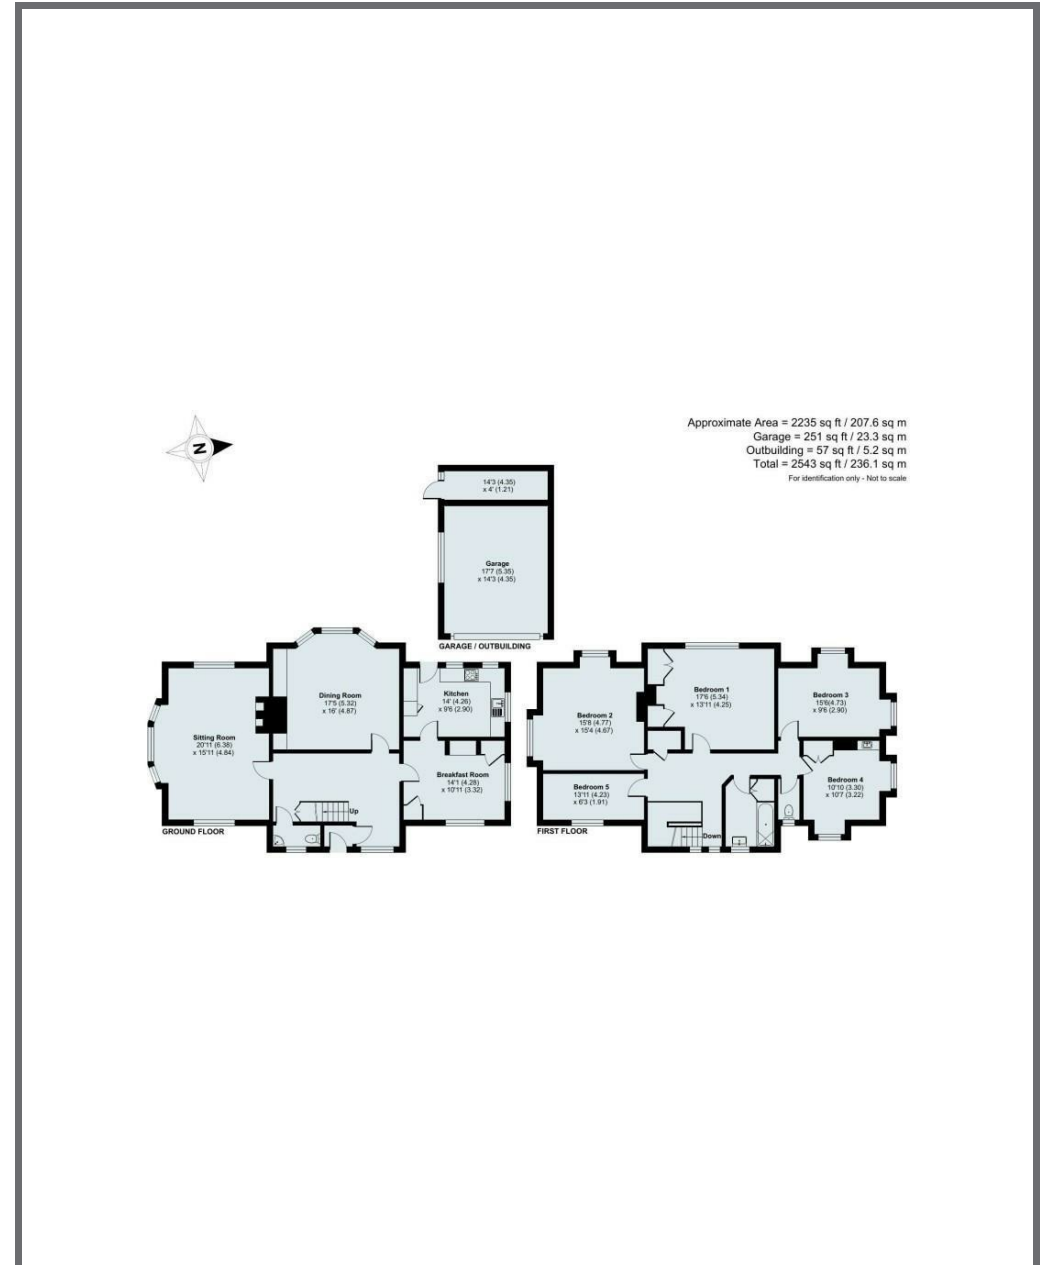 Approximate Area = 2235 sq ft / 207.6 sq m
Garage = 251 sq ft / 23.3 sq m
Outbuilding = 57 sq ft / 5.2 sq m
Total = 2543 sq ft / 236.1 sq m
For identification only - Not to scale
N
14'3 (4.35)
x 4' (1.21)
Garage
17'7 (5.35)
x 14'3 (4.35)
GARAGE / OUTBUILDING
Dining Room
17'5 (5.32)
x 16' (4.87)
Kitchen
14' (4.26)
x 9'6 (2.90)
Sitting Room
20'11 (6.38)
x 15'11 (4.84)
Breakfast Room
14'1 (4.28)
x 10'11 (3.32)
Up
GROUND FLOOR
Bedroom 1
17'6 (5.34)
x 13'11 (4.25)
Bedroom 3
15'6(4.73)
x 9'6 (2.90)
Bedroom 2
15'8 (4.77)
x 15'4 (4.67)
Bedroom 4
10'10 (3.30)
x 10'7 (3.22)
Bedroom 5
13'11 (4.23)
x 6'3 (1.91)
Down
FIRST FLOOR